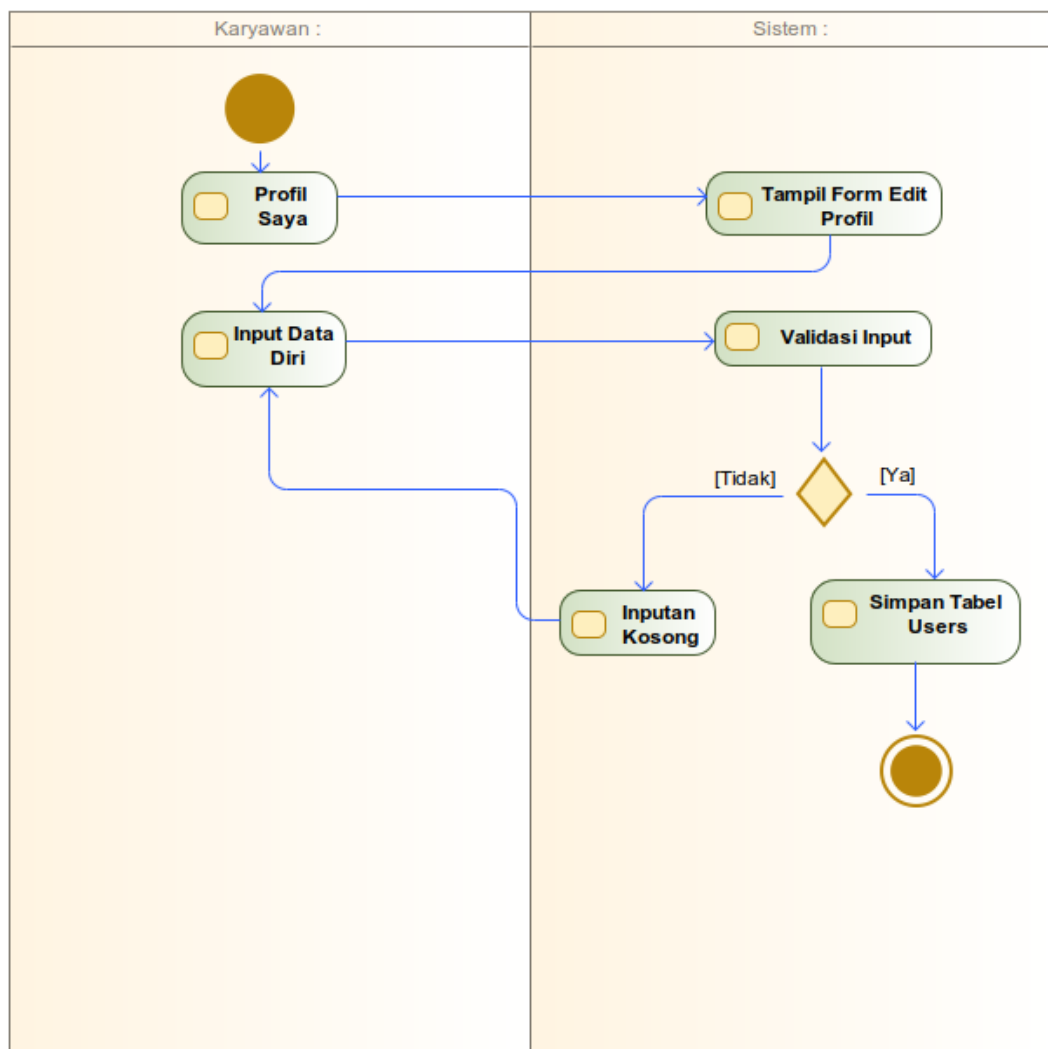 Karyawan :
Sistem :
Profil
Saya
Tampil Form Edit
Profil
Input Data
Diri
Validasi Input
[Tidak]
[Ya]
Inputan
Kosong
Simpan Tabel
Users